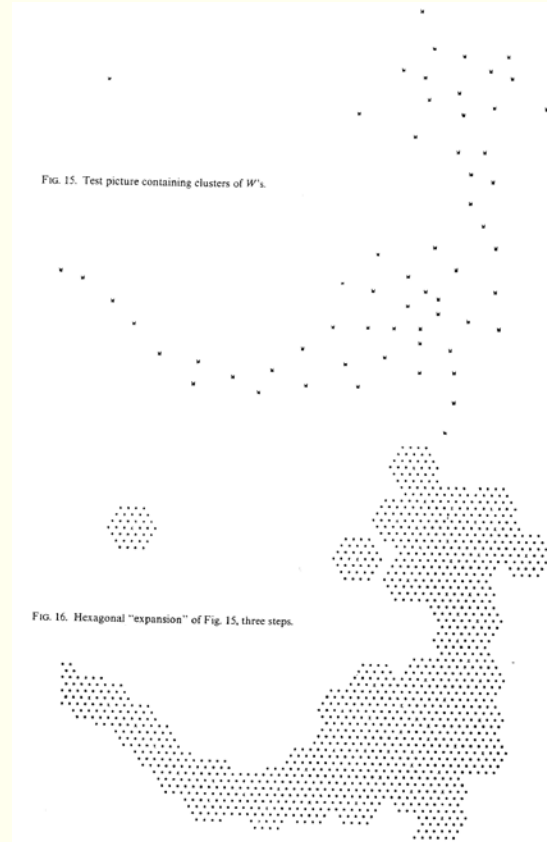 FIG. 15. Test picture containing clusters of W's.
FIG. 16. Hexagonal "expansion" of Fig. 15, three steps.